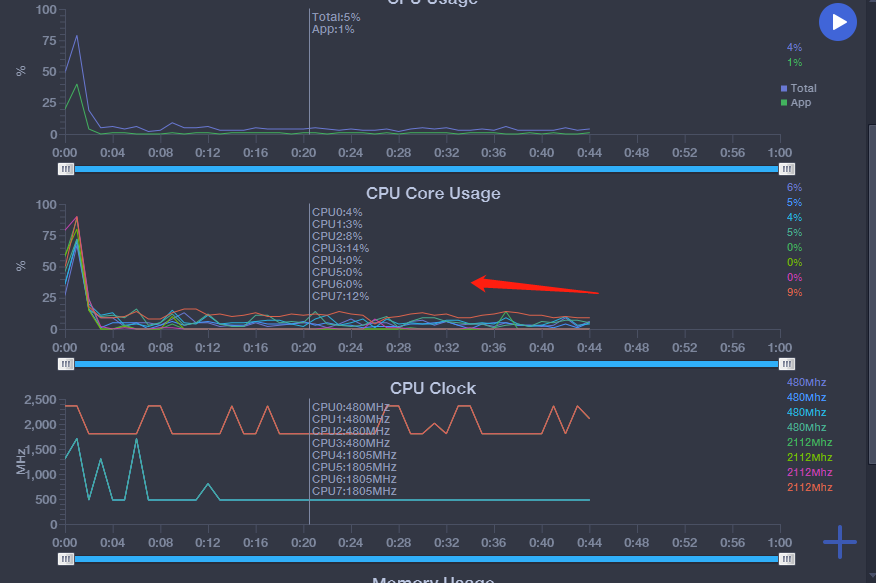 CPU Usage
100
75
50
25
0
%
Total:5%
App:1%
4%
1%
Total
App
0:00 0:04 0:08 0:12 0:16 0:20 0:24 0:28 0:32 0:36 0:40 0:44 0:48 0:52 0:56 1:00
CPU Core Usage
100
75
50
25
0
%
CPU0:4%
CPU1:3%
CPU2:8%
CPU3:14%
CPU4:0%
CPU5:0%
CPU6:0%
CPU7:12%
6%
5%
4%
5%
0%
0%
0%
9%
0:00 0:04 0:08 0:12 0:16 0:20 0:24 0:28 0:32 0:36 0:40 0:44 0:48 0:52 0:56 1:00
CPU Clock
2,500
2,000
1,500
1,000
500
0
MHz
CPU0:480MHZ
CPU1:480MHz
CPU2:480MHz
CPU3:480MHz
CPU4:1805MHz
CPU5:1805MHz
CPU6:1805MHz
CPU7:1805MHz
480Mhz
480Mhz
480Mhz
480Mhz
2112Mhz
2112Mhz
2112Mhz
2112Mhz
0:00 0:04 0:08 0:12 0:16 0:20 0:24 0:28 0:32 0:36 0:40 0:44 0:48 0:52 0:56 1:00
Memory Usage